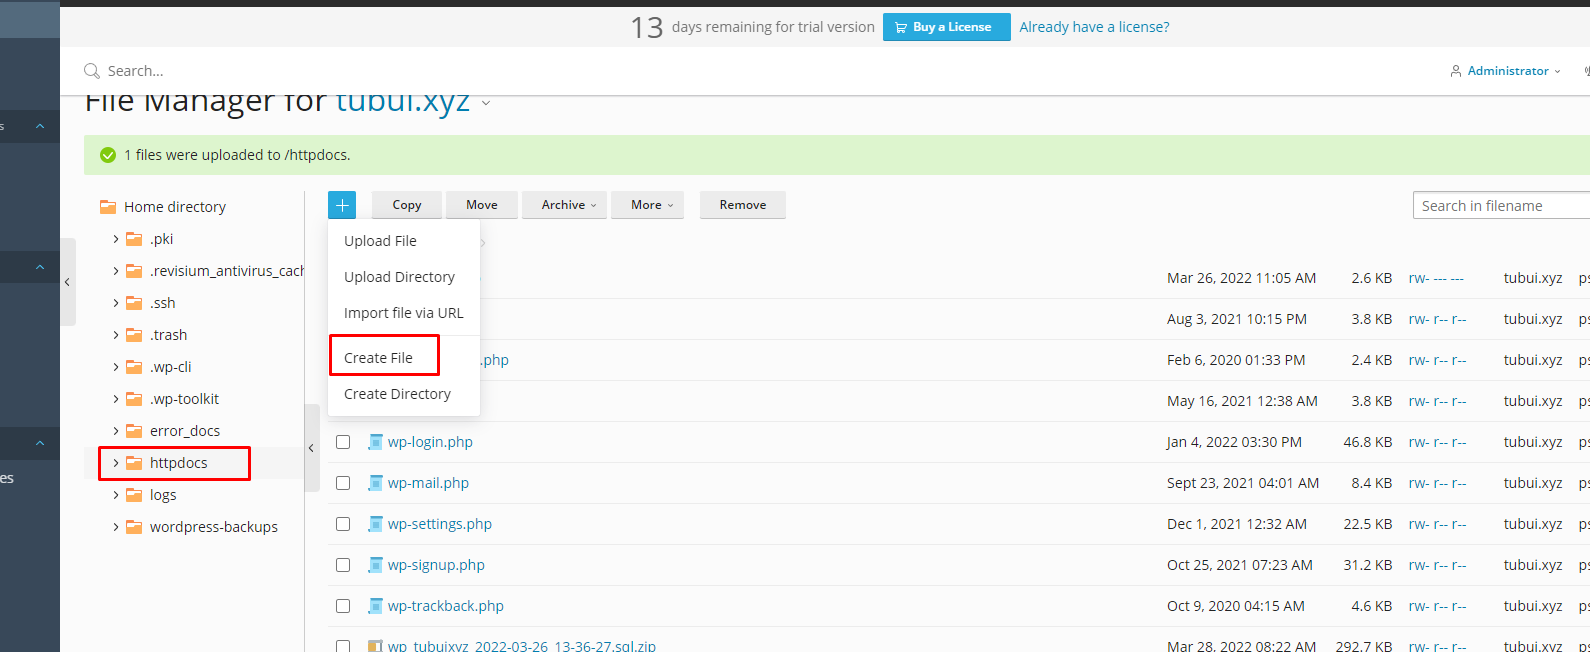 13 days remaining for trial version Buy a License Already have a license?
Search...
Administrator
File Manager for tubui.xyz
s
1 files were uploaded to /httpdocs.
Home directory
.pki
.revisium_antivirus_cach
.ssh
.trash
.wp-cli
.wp-toolkit
error_docs
httpdocs
logs
wordpress-backups
es
Copy Move Archive More Remove
Search in filename
Upload File
Upload Directory
Import file via URL
Create File
Create Directory
Mar 26, 2022 11:05 AM 2.6 KB rw- --- --- tubui.xyz ps
Aug 3, 2021 10:15 PM 3.8 KB rw- r-- r-- tubui.xyz ps
.php Feb 6, 2020 01:33 PM 2.4 KB rw- r-- r-- tubui.xyz ps
May 16, 2021 12:38 AM 3.8 KB rw- r-- r-- tubui.xyz ps
wp-login.php Jan 4, 2022 03:30 PM 46.8 KB rw- r-- r-- tubui.xyz ps
wp-mail.php Sept 23, 2021 04:01 AM 8.4 KB rw- r-- r-- tubui.xyz ps
wp-settings.php Dec 1, 2021 12:32 AM 22.5 KB rw- r-- r-- tubui.xyz ps
wp-signup.php Oct 25, 2021 07:23 AM 31.2 KB rw- r-- r-- tubui.xyz ps
wp-trackback.php Oct 9, 2020 04:15 AM 4.6 KB rw- r-- r-- tubui.xyz ps
wp_tubuixyz_2022-03-26_13-36-27.sql.zip Mar 28, 2022 08:22 AM 292.7 KB rw- r-- r-- tubui.xyz ps